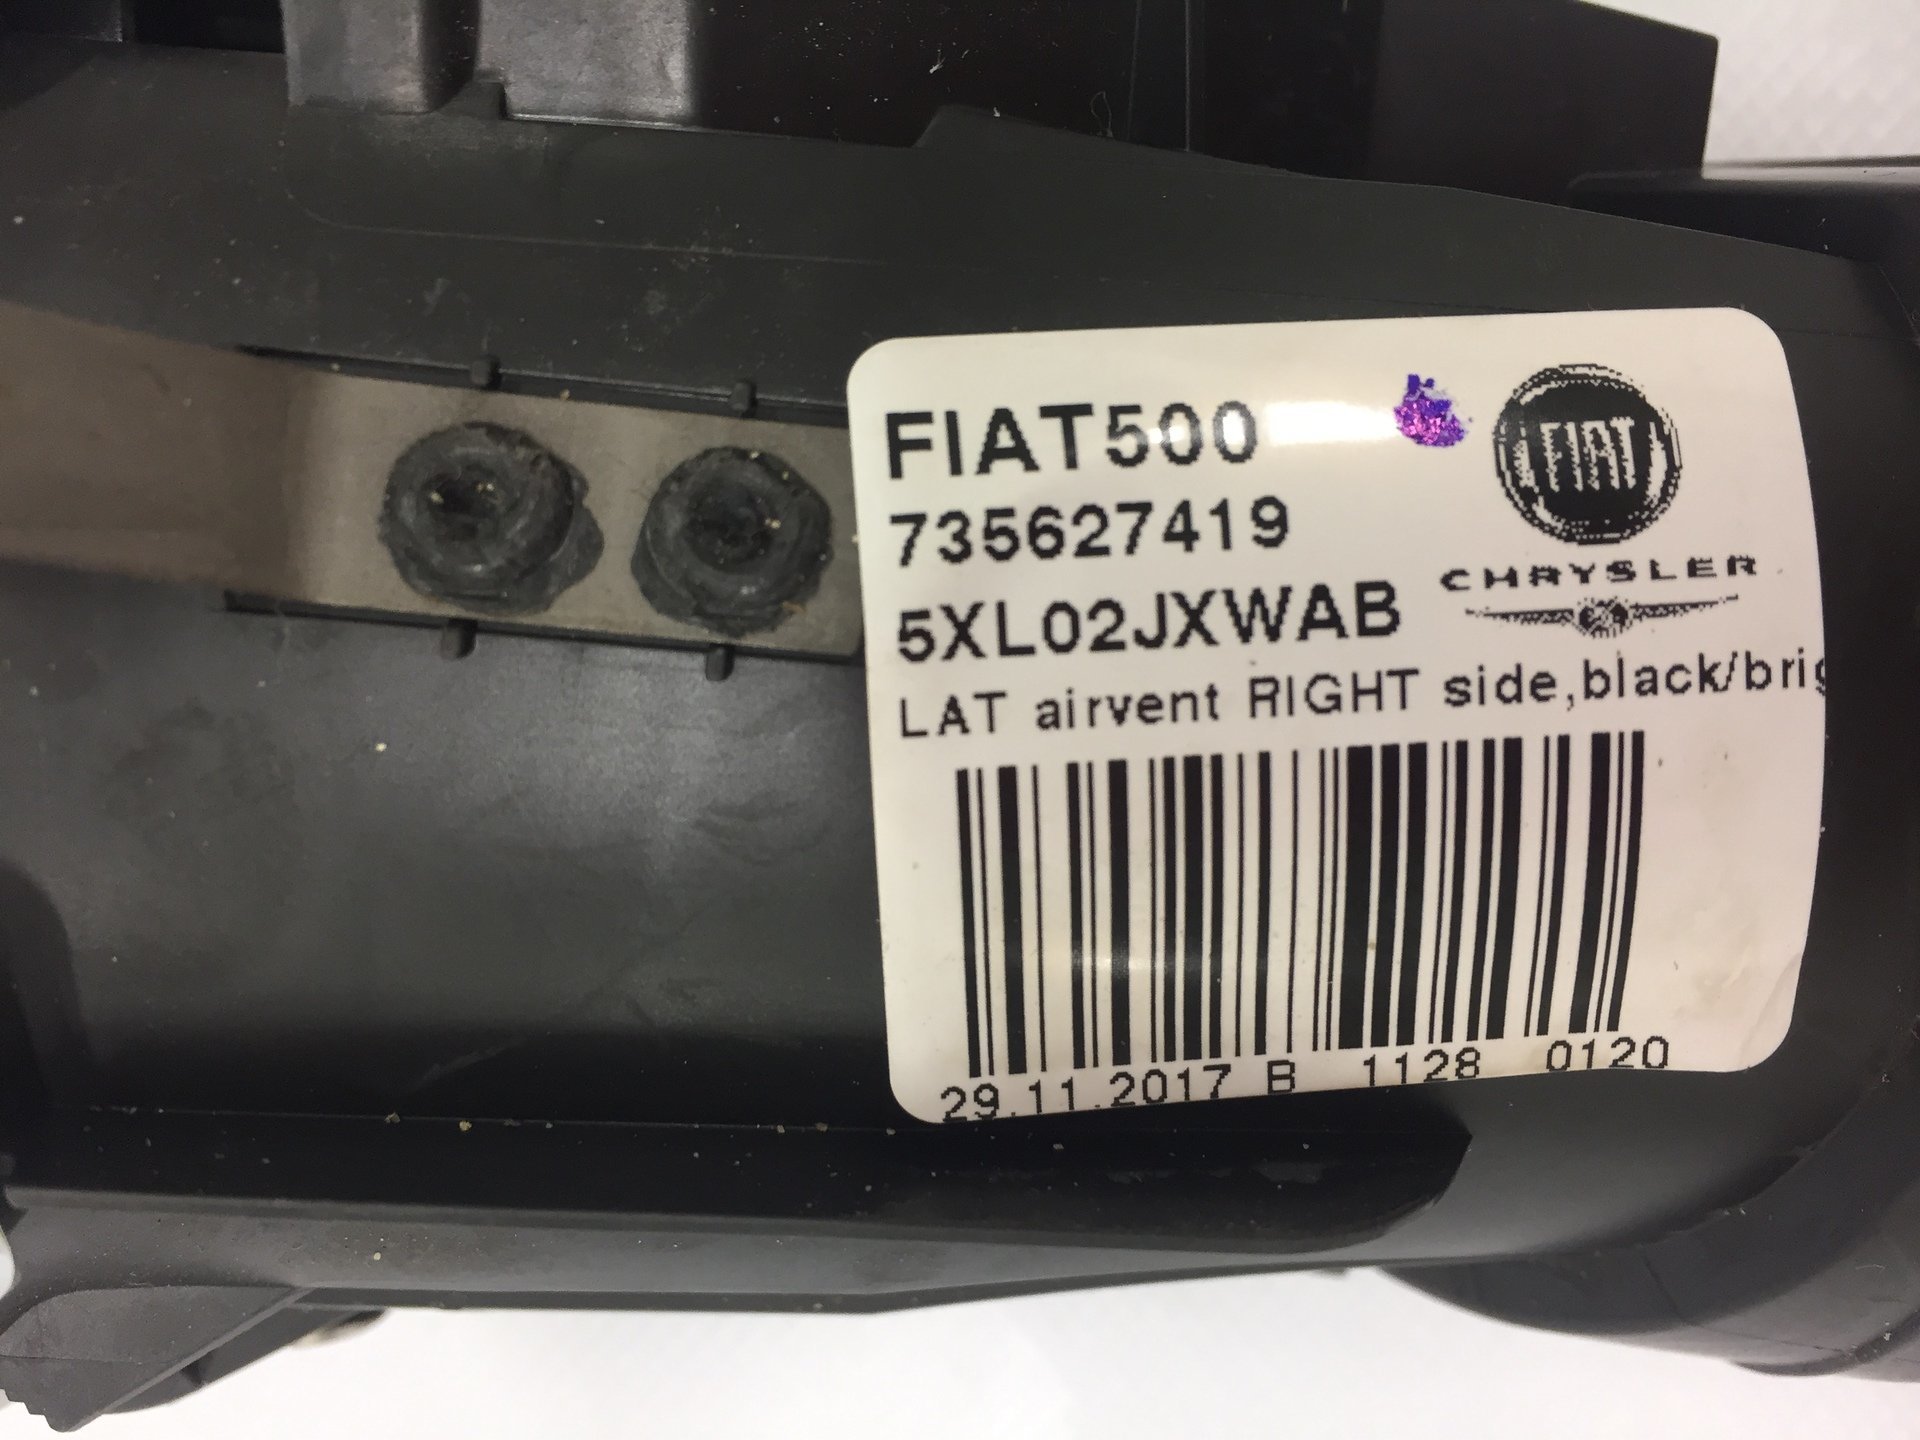 FIAT500
FIAT
735627419
CHRYSLER
5XL02JXWAB
LAT airvent RIGHT side,black/brig
29.11.2017 B 1128 0120